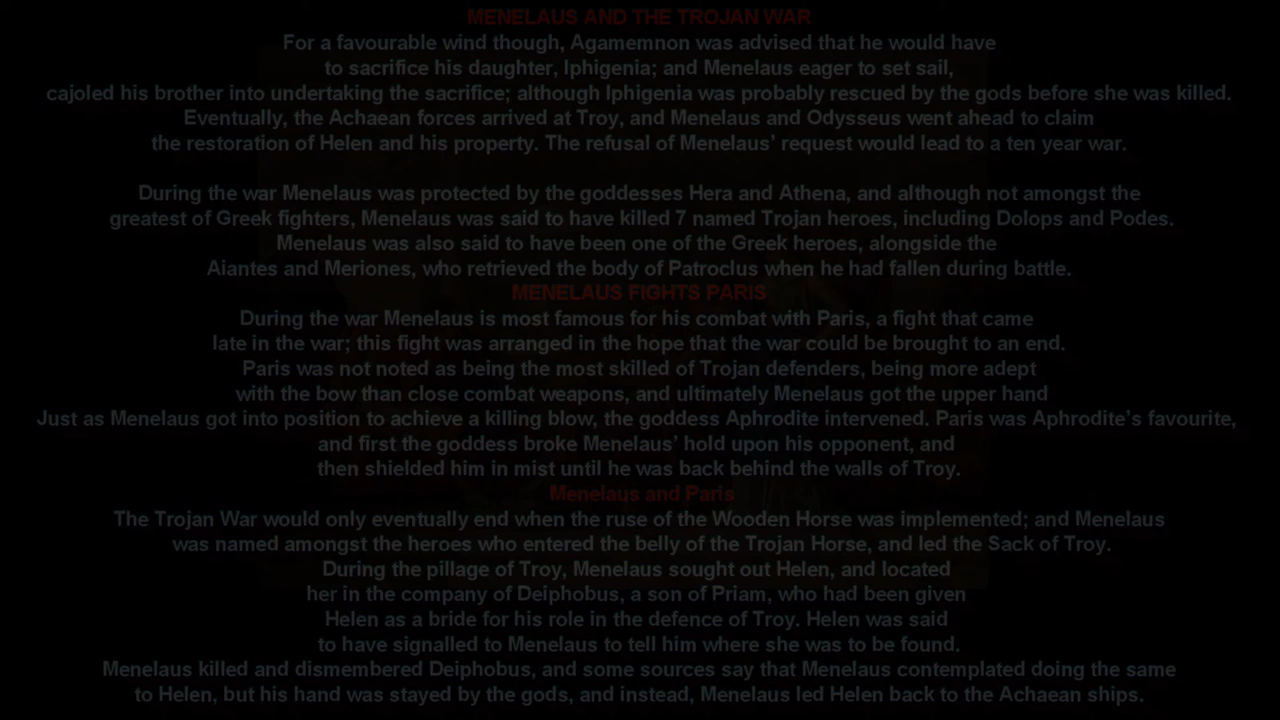 MENELAUS AND THE TROJAN WAR
For a favourable wind though, Agamemnon was advised that he would have
to sacrifice his daughter, Iphigenia; and Menelaus eager to set sail,
cajoled his brother into undertaking the sacrifice; although Iphigenia was probably rescued by the gods before she was killed.
Eventually, the Achaean forces arrived at Troy, and Menelaus and Odysseus went ahead to claim
the restoration of Helen and his property. The refusal of Menelaus’ request would lead to a ten year war.
During the war Menelaus was protected by the goddesses Hera and Athena, and although not amongst the
greatest of Greek fighters, Menelaus was said to have killed 7 named Trojan heroes, including Dolops and Podes.
Menelaus was also said to have been one of the Greek heroes, alongside the
Aiantes and Meriones, who retrieved the body of Patroclus when he had fallen during battle.
MENELAUS FIGHTS PARIS
During the war Menelaus is most famous for his combat with Paris, a fight that came
late in the war; this fight was arranged in the hope that the war could be brought to an end.
Paris was not noted as being the most skilled of Trojan defenders, being more adept
with the bow than close combat weapons, and ultimately Menelaus got the upper hand
Just as Menelaus got into position to achieve a killing blow, the goddess Aphrodite intervened. Paris was Aphrodite’s favourite,
and first the goddess broke Menelaus’ hold upon his opponent, and
then shielded him in mist until he was back behind the walls of Troy.
Menelaus and Paris
The Trojan War would only eventually end when the ruse of the Wooden Horse was implemented; and Menelaus
was named amongst the heroes who entered the belly of the Trojan Horse, and led the Sack of Troy.
During the pillage of Troy, Menelaus sought out Helen, and located
her in the company of Deiphobus, a son of Priam, who had been given
Helen as a bride for his role in the defence of Troy. Helen was said
to have signalled to Menelaus to tell him where she was to be found.
Menelaus killed and dismembered Deiphobus, and some sources say that Menelaus contemplated doing the same
to Helen, but his hand was stayed by the gods, and instead, Menelaus led Helen back to the Achaean ships.